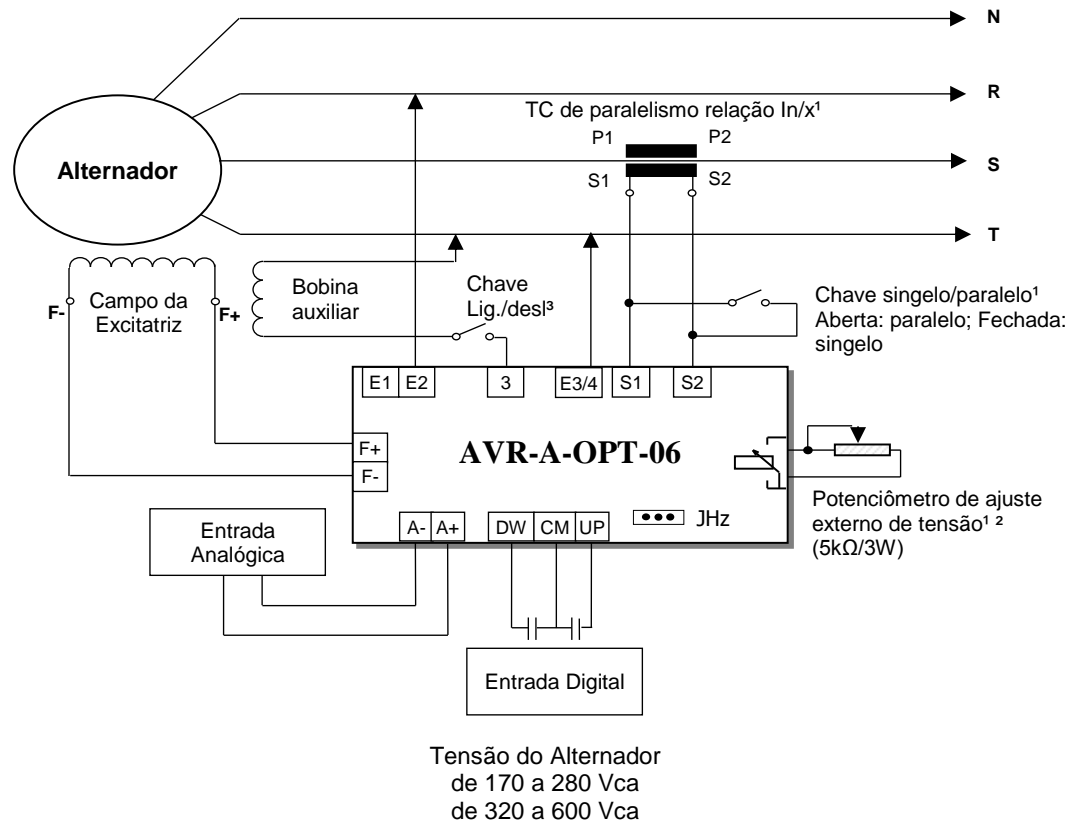 N
R
TC de paralelismo relação In/x¹
P1 P2
Alternador
S
S1 S2
T
F-
Campo da
Excitatriz
F+
Bobina
auxiliar
Chave
Lig./desl³
Chave singelo/paralelo¹
Aberta: paralelo; Fechada:
singelo
E1 E2 3 E3/4 S1 S2
F+
F-
AVR-A-OPT-06
Potenciômetro de ajuste
externo de tensão¹ ²
(5kΩ/3W)
A- A+ DW CM UP JHz
Entrada
Analógica
Entrada Digital
Tensão do Alternador
de 170 a 280 Vca
de 320 a 600 Vca